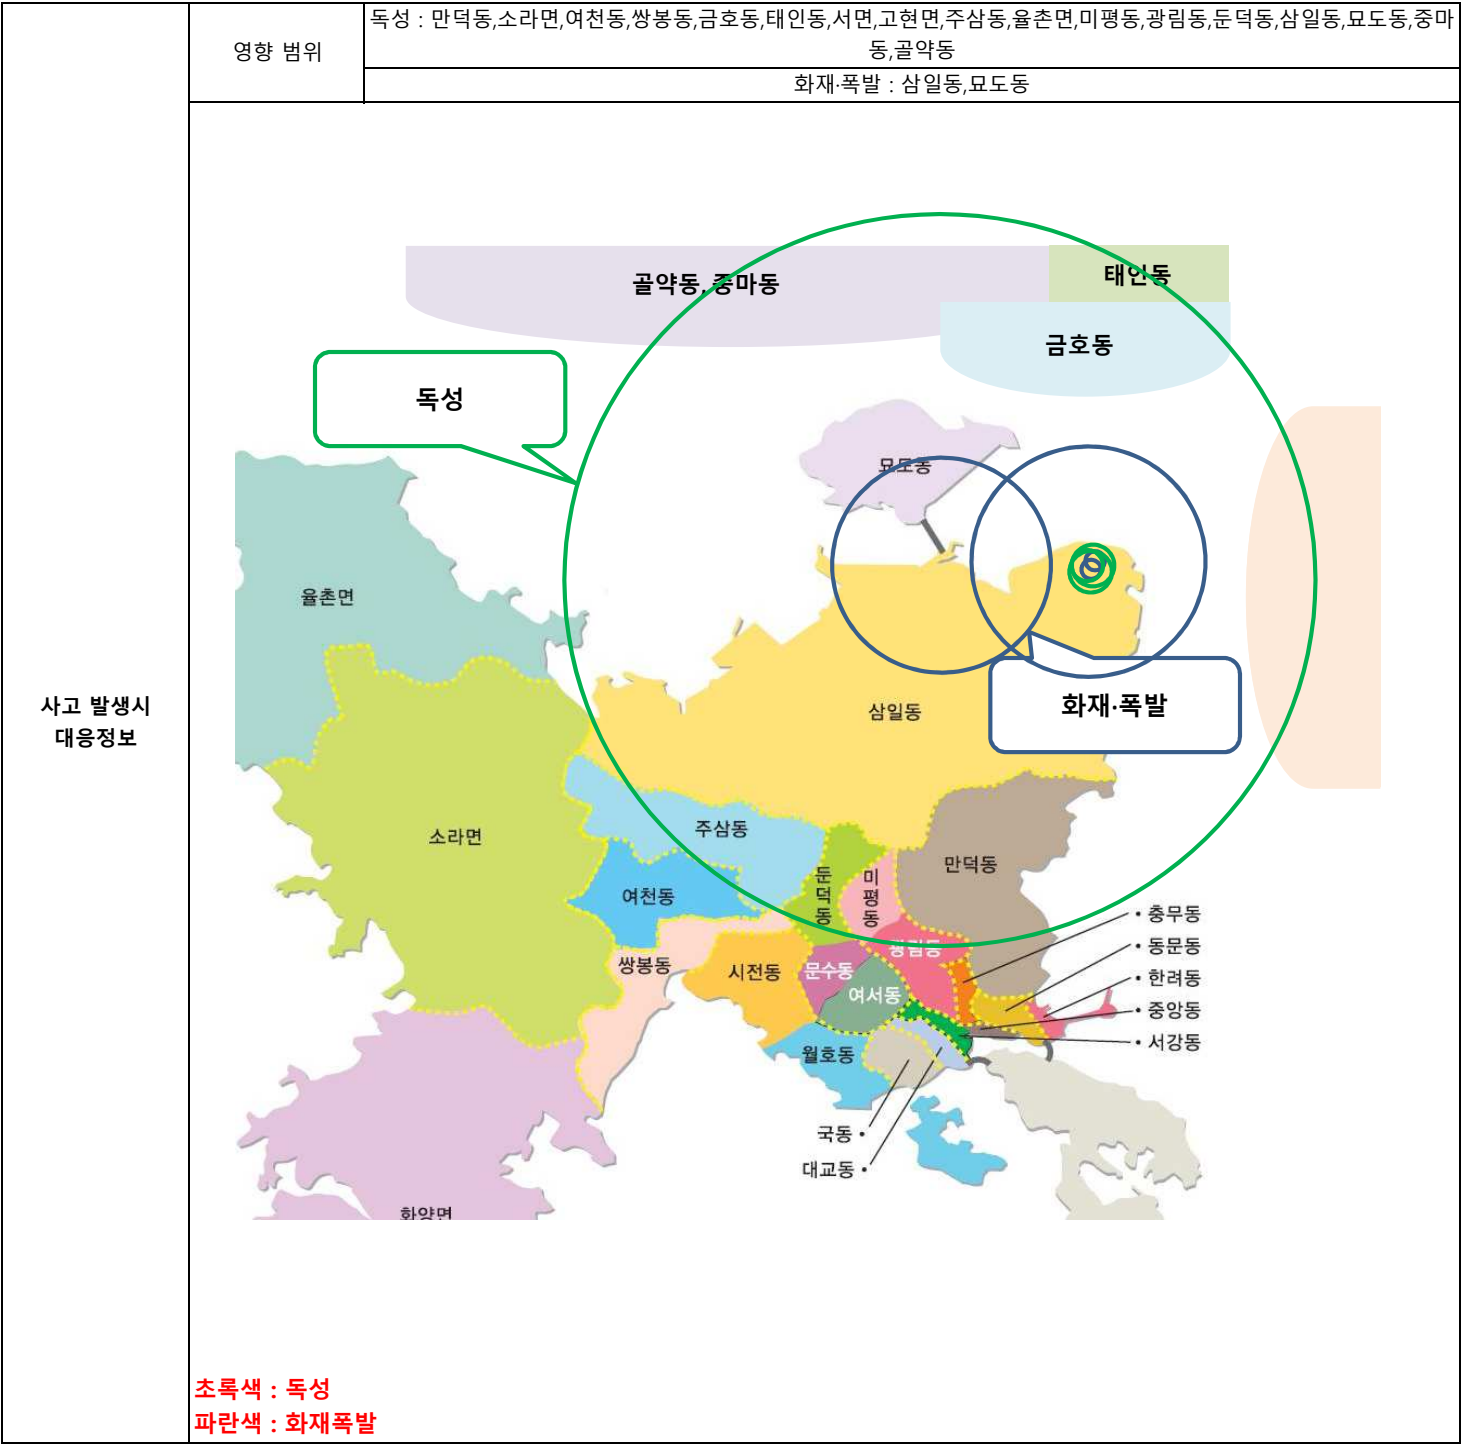 영향 범위
독성 : 만덕동,소라면,여천동,쌍봉동,금호동,태인동,서면,고현면,주삼동,율촌면,미평동,광림동,둔덕동,삼일동,묘도동,중마
동,골약동
화재·폭발 : 삼일동,묘도동
사고 발생시
대응정보
골약동, 중마동
태인동
금호동
독성
묘도동
율촌면
화재·폭발
삼일동
소라면
주삼동
둔덕동
미평동
만덕동
여천동
• 충무동
• 동문동
• 한려동
• 중앙동
• 서강동
광림동
쌍봉동
시전동
문수동
여서동
월호동
국동 •
대교동 •
화양면
초록색 : 독성
파란색 : 화재폭발